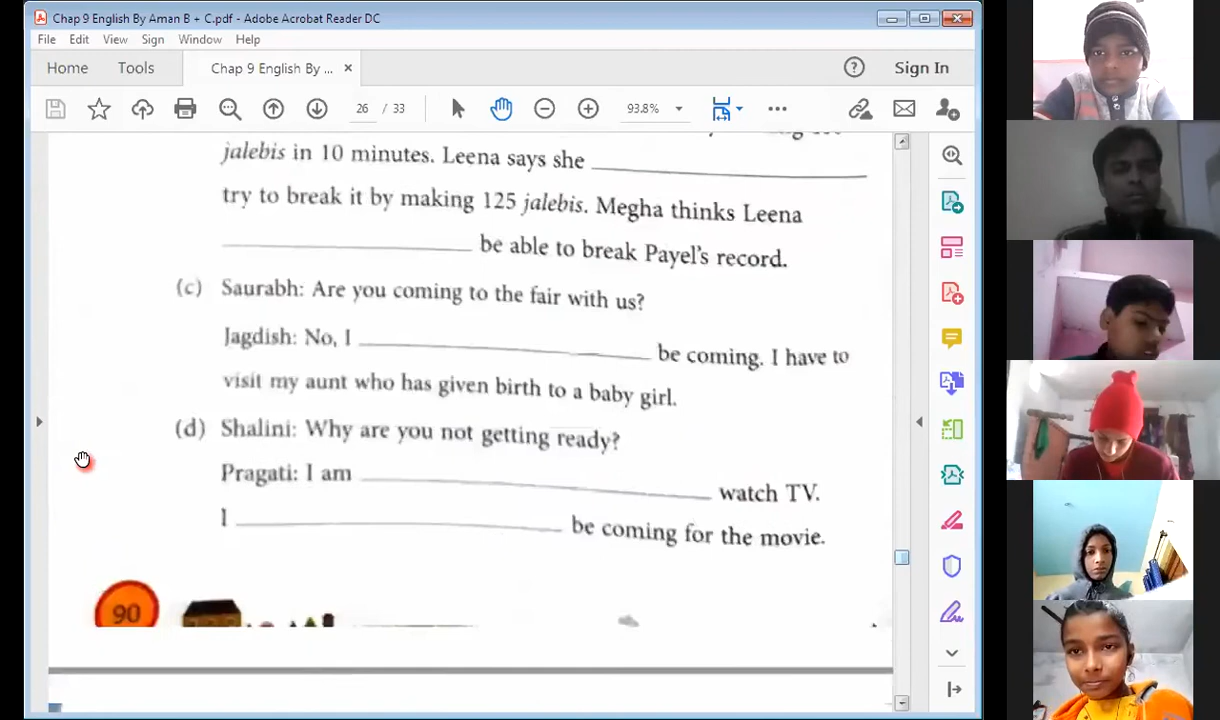 Chap 9 English By Aman B + C.pdf - Adobe Acrobat Reader DC
File Edit View Sign Window Help
Home Tools Chap 9 English By ... × Sign In
26 / 33 93.8%
jalebis in 10 minutes. Leena says she
try to break it by making 125 jalebis. Megha thinks Leena
be able to break Payel's record.
(c) Saurabh: Are you coming to the fair with us?
Jagdish: No, I be coming. I have to
visit my aunt who has given birth to a baby girl.
(d) Shalini: Why are you not getting ready?
Pragati: I am watch TV.
I be coming for the movie.
90